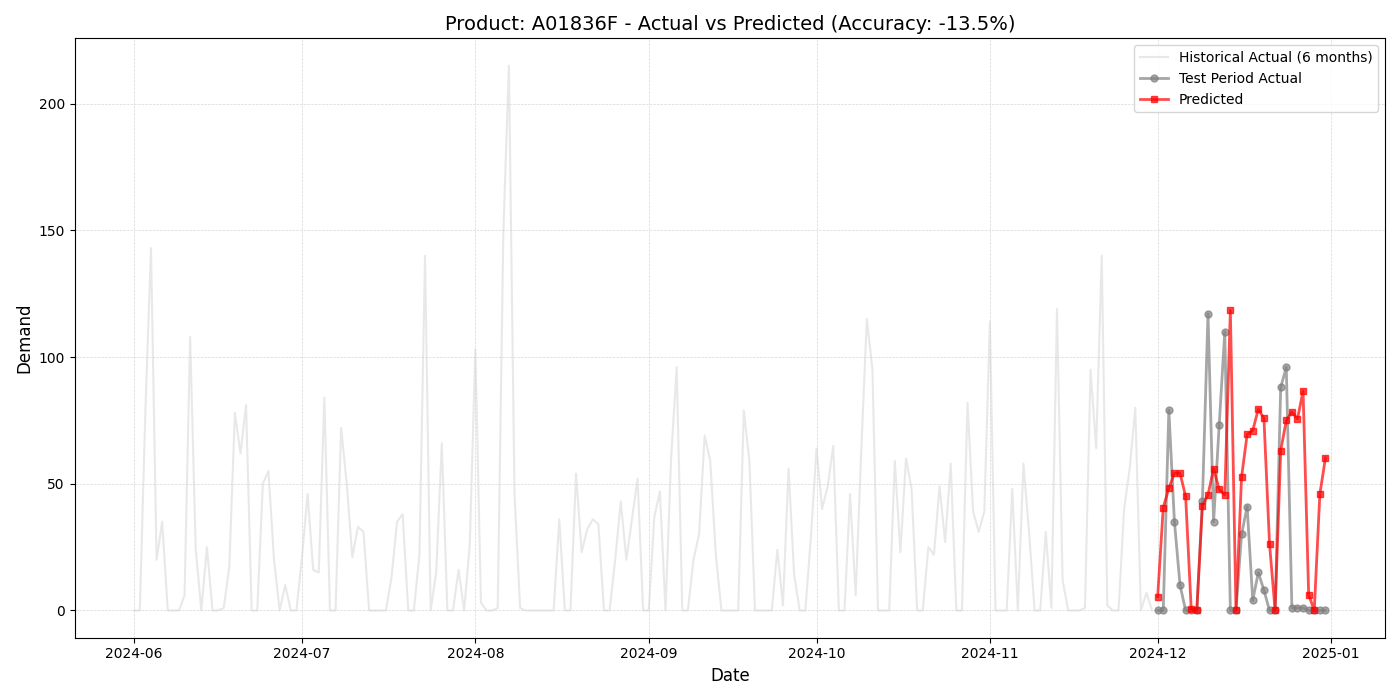 Product: A01836F - Actual vs Predicted (Accuracy: -13.5%)
Historical Actual (6 months)
Test Period Actual
Predicted
Demand
200
150
100
50
0
2024-06
2024-07
2024-08
2024-09
2024-10
2024-11
2024-12
2025-01
Date